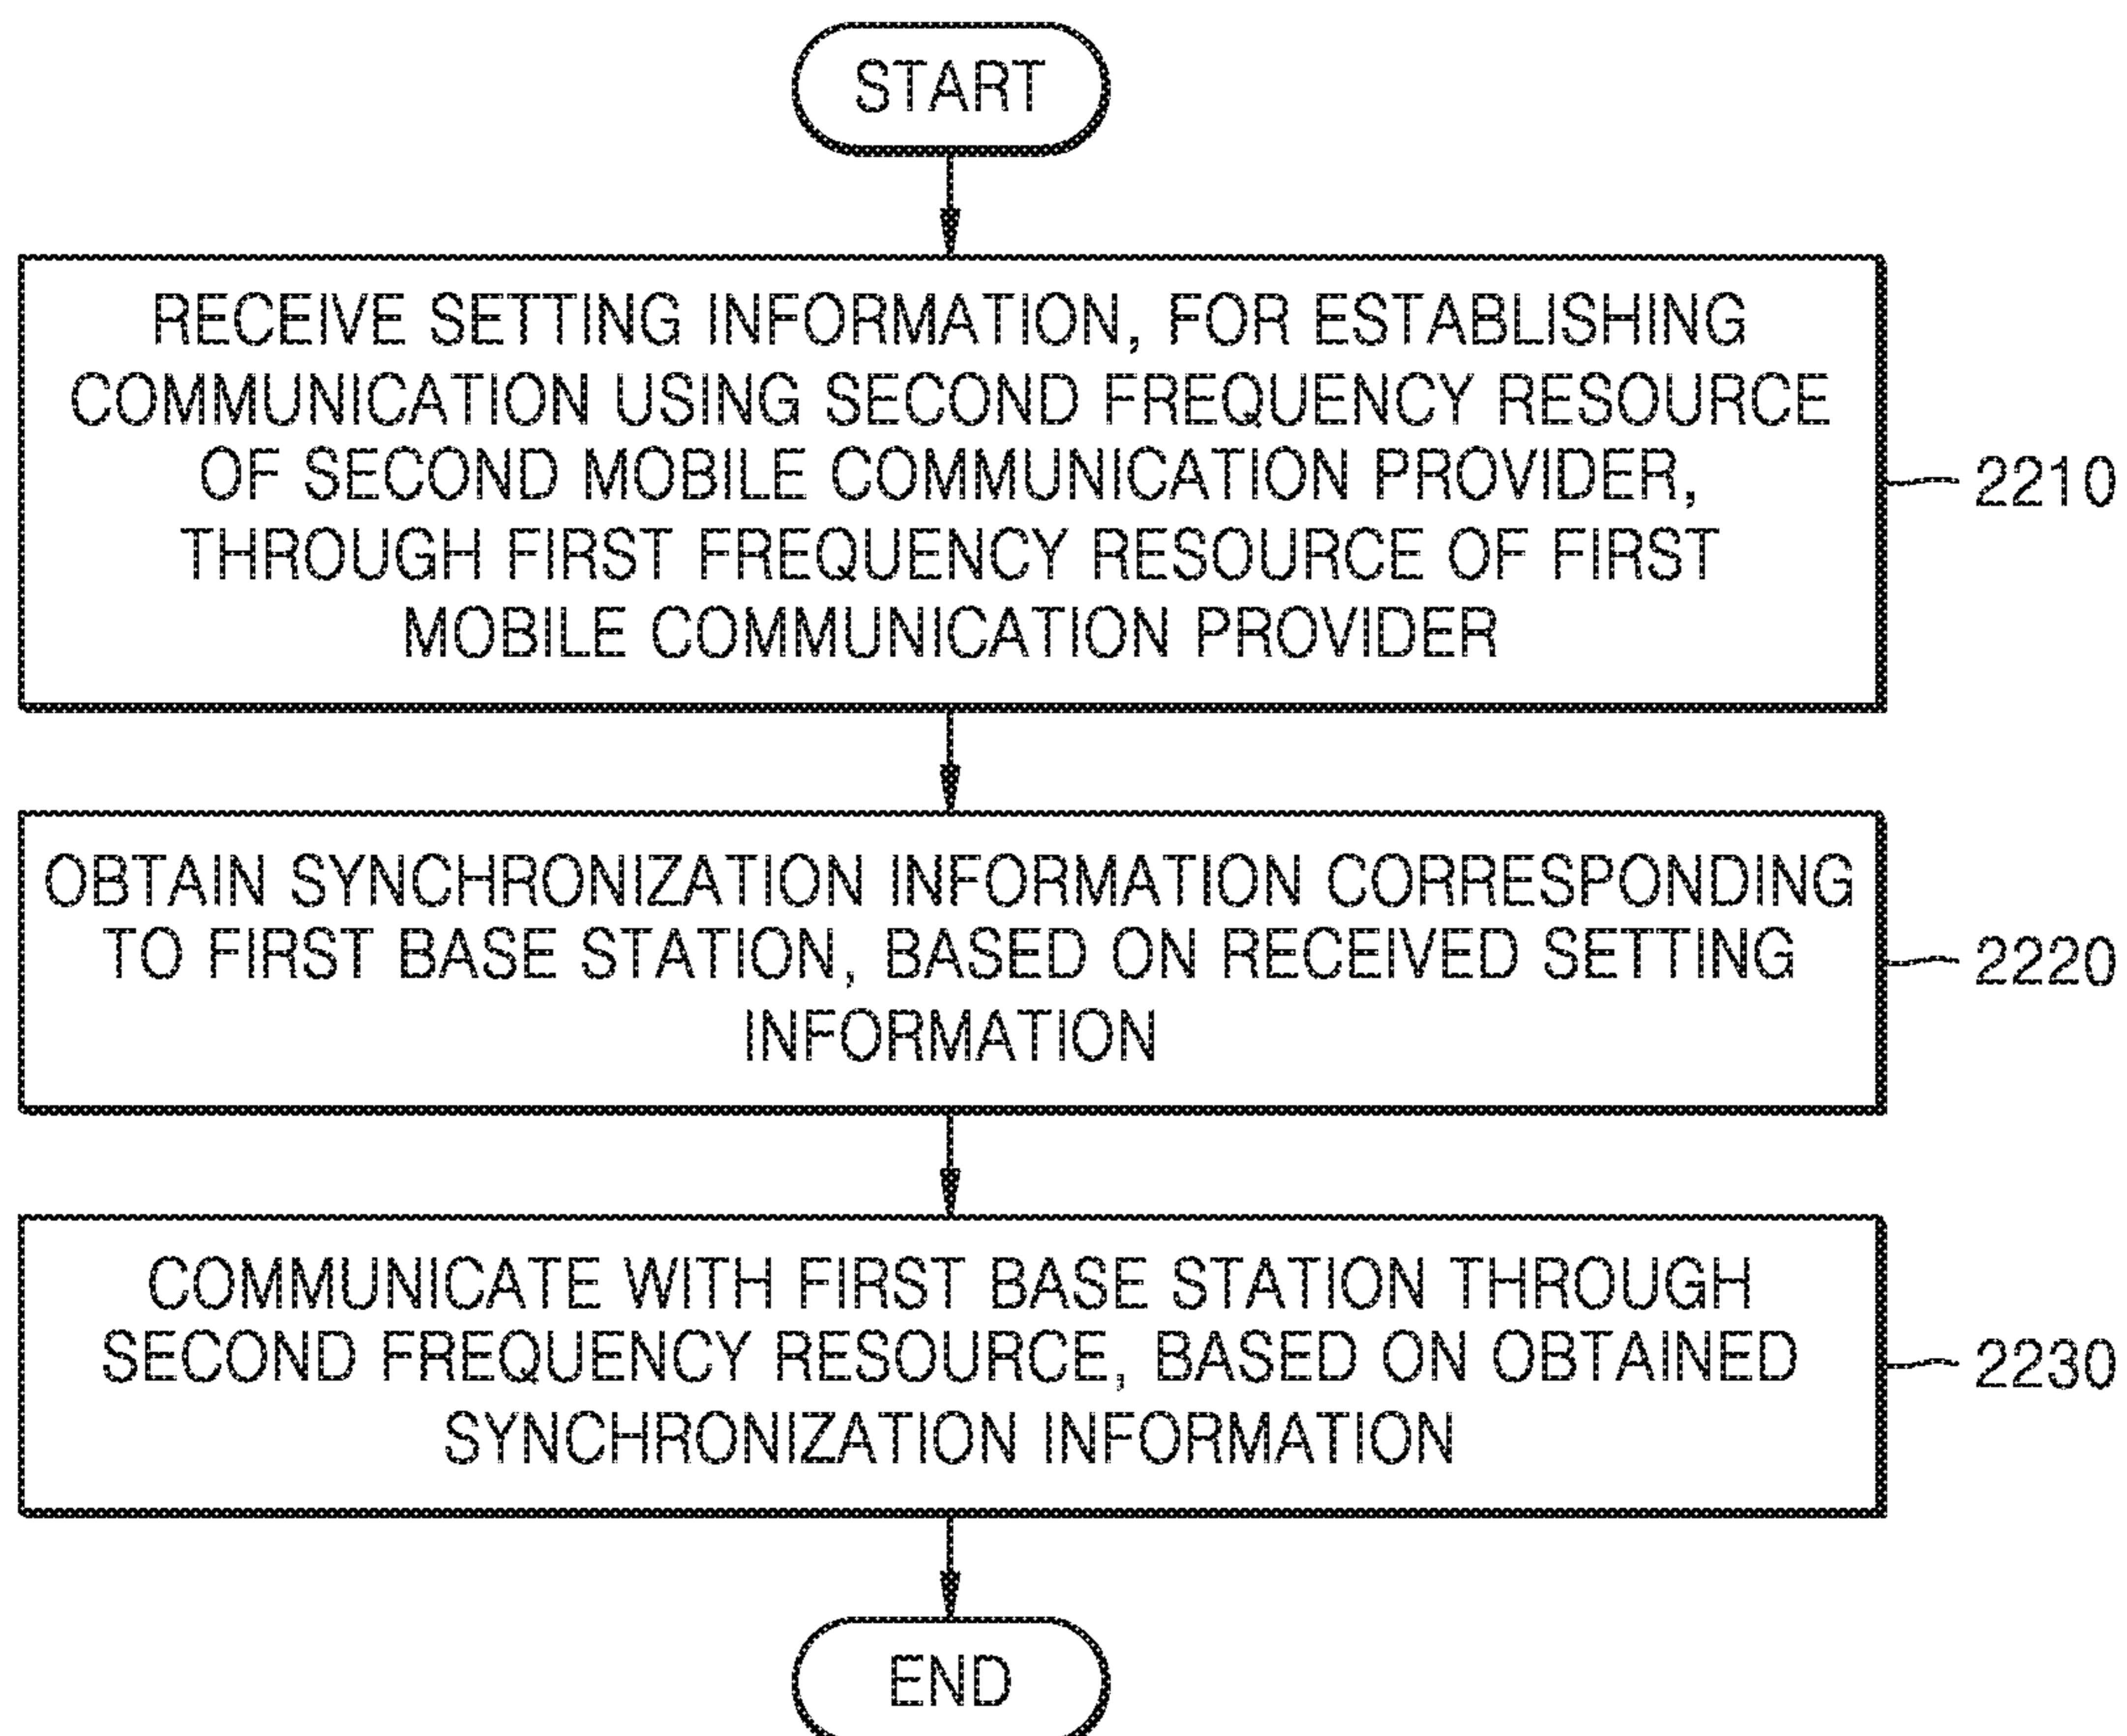 START
RECEIVE SETTING INFORMATION, FOR ESTABLISHING
COMMUNICATION USING SECOND FREQUENCY RESOURCE
OF SECOND MOBILE COMMUNICATION PROVIDER,
THROUGH FIRST FREQUENCY RESOURCE OF FIRST
MOBILE COMMUNICATION PROVIDER
2210
OBTAIN SYNCHRONIZATION INFORMATION CORRESPONDING
TO FIRST BASE STATION, BASED ON RECEIVED SETTING
INFORMATION
2220
COMMUNICATE WITH FIRST BASE STATION THROUGH
SECOND FREQUENCY RESOURCE, BASED ON OBTAINED
SYNCHRONIZATION INFORMATION
2230
END